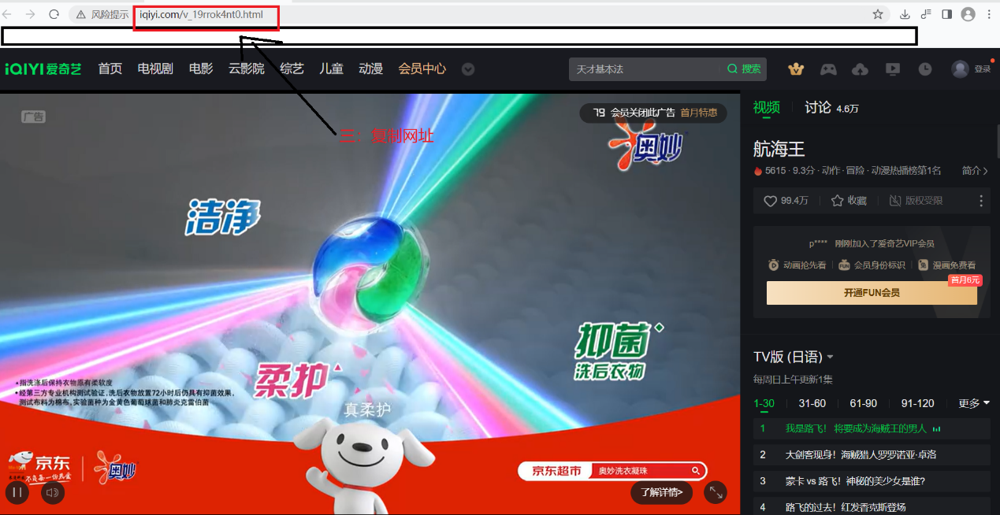 风险提示
iqiyi.com/v_19rrok4nt0.html
iQIYI 爱奇艺 首页 电视剧 电影 云影院 综艺 儿童 动漫 会员中心 天才基本法 搜索 登录
广告
79 会员关闭此广告 首月特惠
三：复制网址
奥妙
洁净
抑菌
洗后衣物
柔护
•指洗涤后保持衣物原有柔软度
•经第三方专业机构测试验证，洗后衣物放置72小时后仍具有抑菌效果，
测试布料为棉布，实验菌种为金黄色葡萄球菌和肺炎克雷伯菌
真柔护
京东
不负每一份热爱
奥妙
京东超市 奥妙洗衣凝珠
了解详情>
视频 讨论 4.6万
航海王
5615 · 9.3分 · 动作 · 冒险 · 动漫热播榜第1名 简介
99.4万 收藏 版权受限
p**** 刚刚加入了爱奇艺VIP会员
动画抢先看 FUN 会员身份标识 免 漫画免费看
首月6元
开通FUN会员
TV版 (日语)
每周日上午更新1集
1-30 31-60 61-90 91-120 更多
1 我是路飞！将要成为海贼王的男人
2 大剑客现身！海贼猎人罗罗诺亚·卓洛
3 蒙卡 vs 路飞！神秘的美少女是谁?
4 路飞的过去！红发香克斯登场